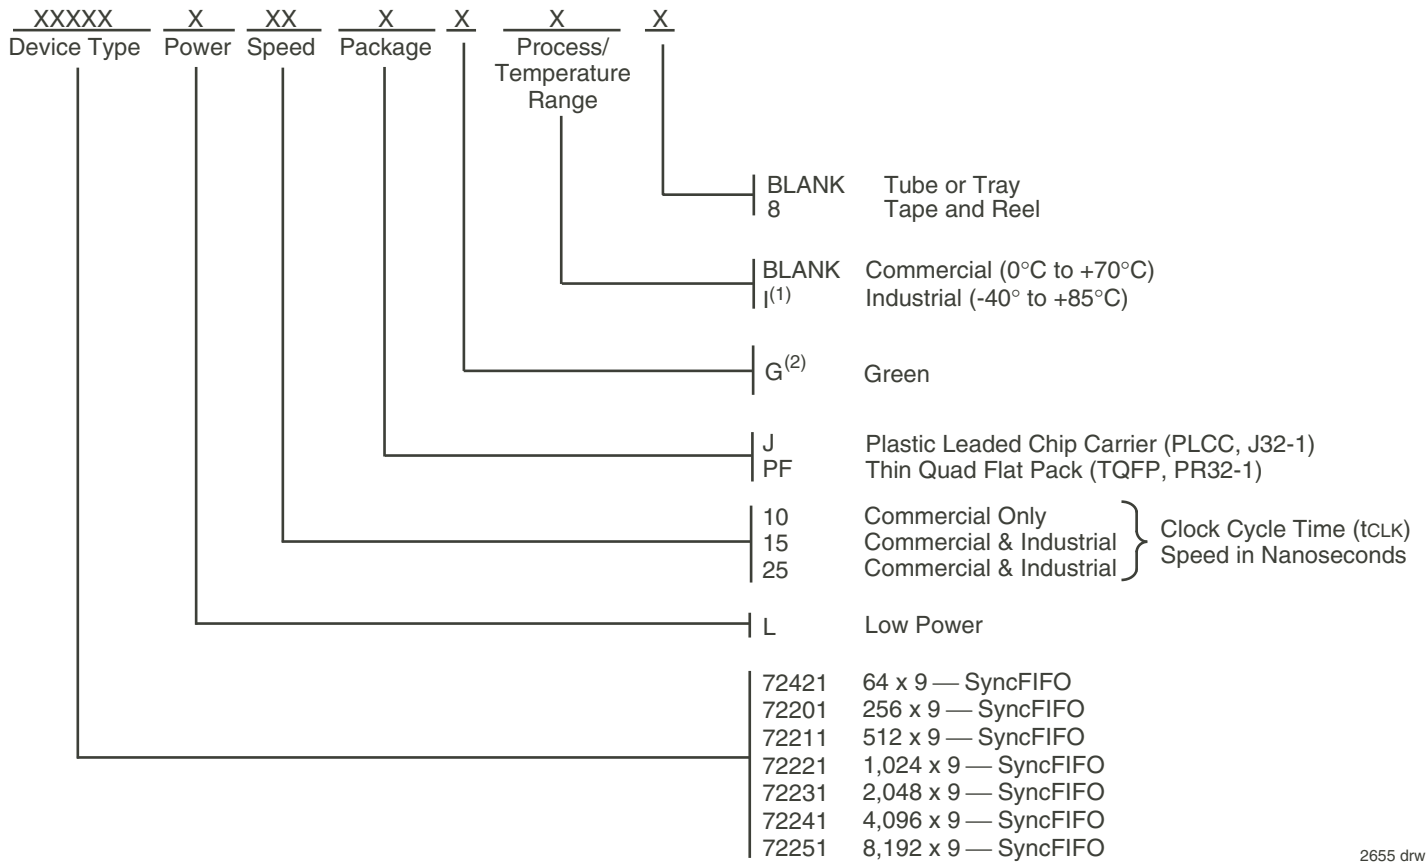 XXXXX X XX X X X X
Device Type Power Speed Package Process/
Temperature
Range
BLANK Tube or Tray
8 Tape and Reel
BLANK Commercial (0°C to +70°C)
I(1) Industrial (-40° to +85°C)
G(2) Green
J Plastic Leaded Chip Carrier (PLCC, J32-1)
PF Thin Quad Flat Pack (TQFP, PR32-1)
10 Commercial Only
15 Commercial & Industrial
25 Commercial & Industrial
Clock Cycle Time (tCLK)
Speed in Nanoseconds
L Low Power
72421 64 x 9 — SyncFIFO
72201 256 x 9 — SyncFIFO
72211 512 x 9 — SyncFIFO
72221 1,024 x 9 — SyncFIFO
72231 2,048 x 9 — SyncFIFO
72241 4,096 x 9 — SyncFIFO
72251 8,192 x 9 — SyncFIFO
2655 drw